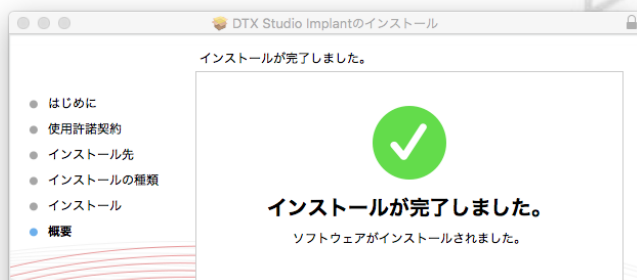 DTX Studio Implantのインストール
インストールが完了しました。
はじめに
使用許諾契約
インストール先
インストールの種類
インストール
概要
インストールが完了しました。
ソフトウェアがインストールされました。